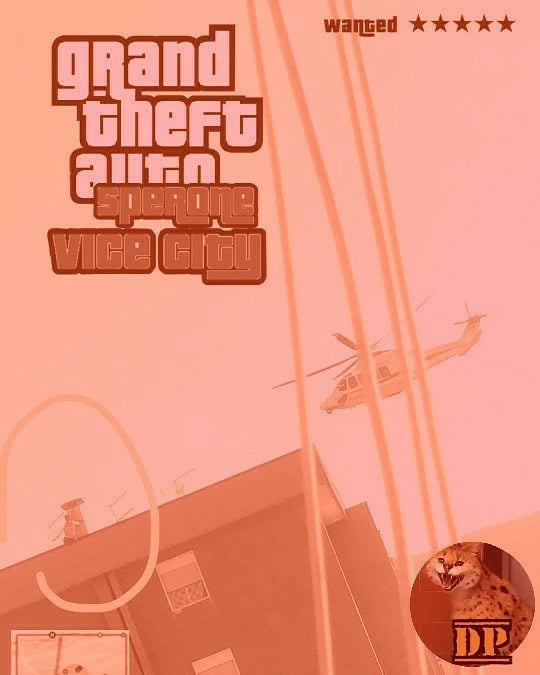 wanted ★★★★★
grand
theft
auto
sperone
vice city
DP